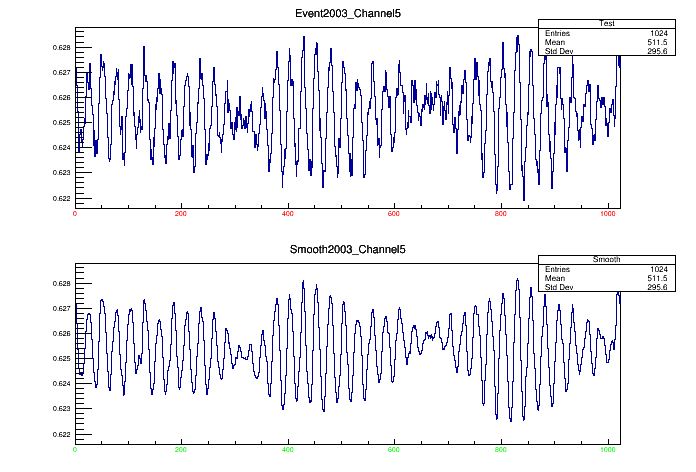 Event2003_Channel5
Test
Entries 1024
Mean 511.5
Std Dev 295.6
0.628
0.627
0.626
0.625
0.624
0.623
0.622
0 200 400 600 800 1000
Smooth2003_Channel5
Smooth
Entries 1024
Mean 511.5
Std Dev 295.6
0.628
0.627
0.626
0.625
0.624
0.623
0.622
0 200 400 600 800 1000